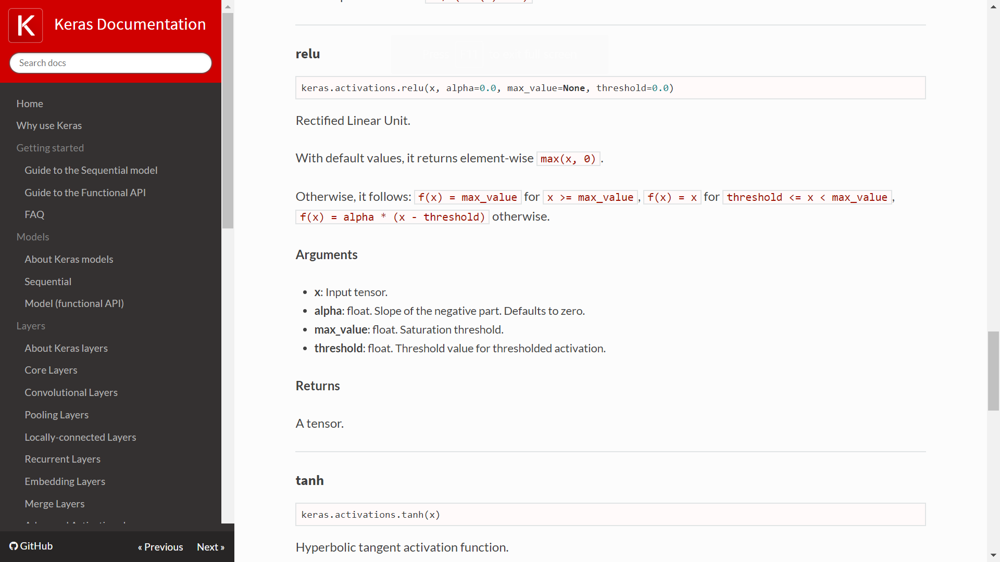 K
Keras Documentation
Search docs
Home
Why use Keras
Getting started
Guide to the Sequential model
Guide to the Functional API
FAQ
Models
About Keras models
Sequential
Model (functional API)
Layers
About Keras layers
Core Layers
Convolutional Layers
Pooling Layers
Locally-connected Layers
Recurrent Layers
Embedding Layers
Merge Layers
GitHub
« Previous
Next »
relu
keras.activations.relu(x, alpha=0.0, max_value=None, threshold=0.0)
Rectified Linear Unit.
With default values, it returns element-wise max(x, 0).
Otherwise, it follows: f(x) = max_value for x >= max_value, f(x) = x for threshold <= x < max_value,
f(x) = alpha * (x - threshold) otherwise.
Arguments
• x: Input tensor.
• alpha: float. Slope of the negative part. Defaults to zero.
• max_value: float. Saturation threshold.
• threshold: float. Threshold value for thresholded activation.
Returns
A tensor.
tanh
keras.activations.tanh(x)
Hyperbolic tangent activation function.